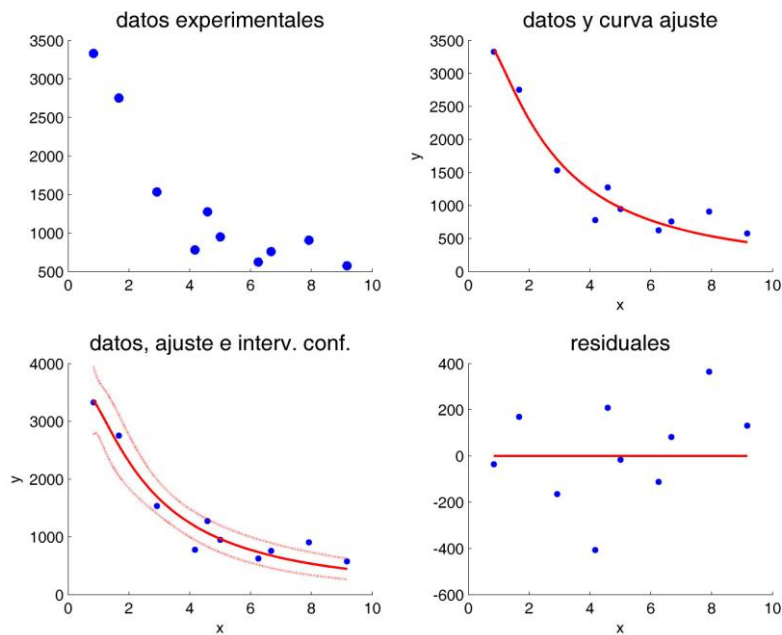 datos experimentales
3500
3000
2500
2000
1500
1000
500
0 2 4 6 8 10
datos y curva ajuste
3500
3000
2500
2000
1500
1000
500
0
y
0 2 4 6 8 10
x
datos, ajuste e interv. conf.
4000
3000
2000
1000
0
y
0 2 4 6 8 10
x
residuales
400
200
0
-200
-400
-600
0 2 4 6 8 10
x